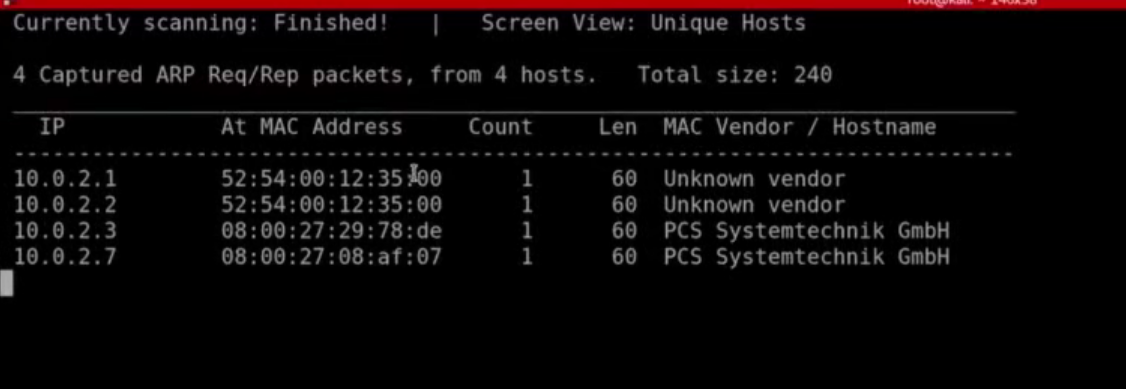 root@kali: ~ 146x36
Currently scanning: Finished!   |   Screen View: Unique Hosts
4 Captured ARP Req/Rep packets, from 4 hosts.   Total size: 240
IP            At MAC Address     Count     Len  MAC Vendor / Hostname
10.0.2.1        52:54:00:12:35:00      1      60  Unknown vendor
10.0.2.2        52:54:00:12:35:00      1      60  Unknown vendor
10.0.2.3        08:00:27:29:78:de      1      60  PCS Systemtechnik GmbH
10.0.2.7        08:00:27:08:af:07      1      60  PCS Systemtechnik GmbH